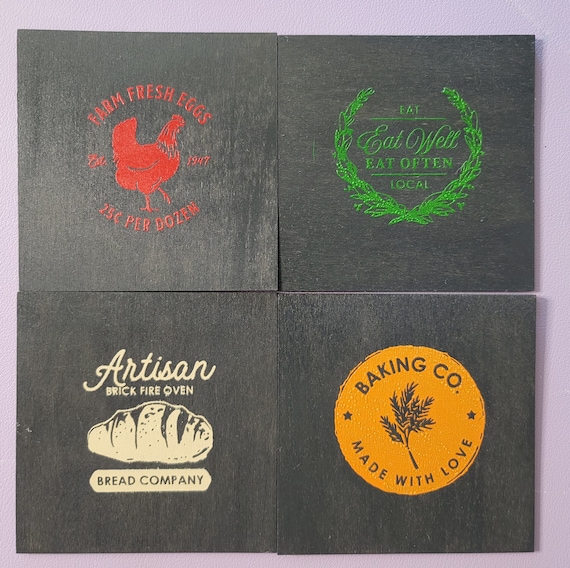 FARM FRESH EGGS
Est. 1947
25¢ PER DOZEN
EAT
Eat Well
EAT OFTEN
LOCAL
Artisan
BRICK FIRE OVEN
BREAD COMPANY
BAKING CO.
MADE WITH LOVE